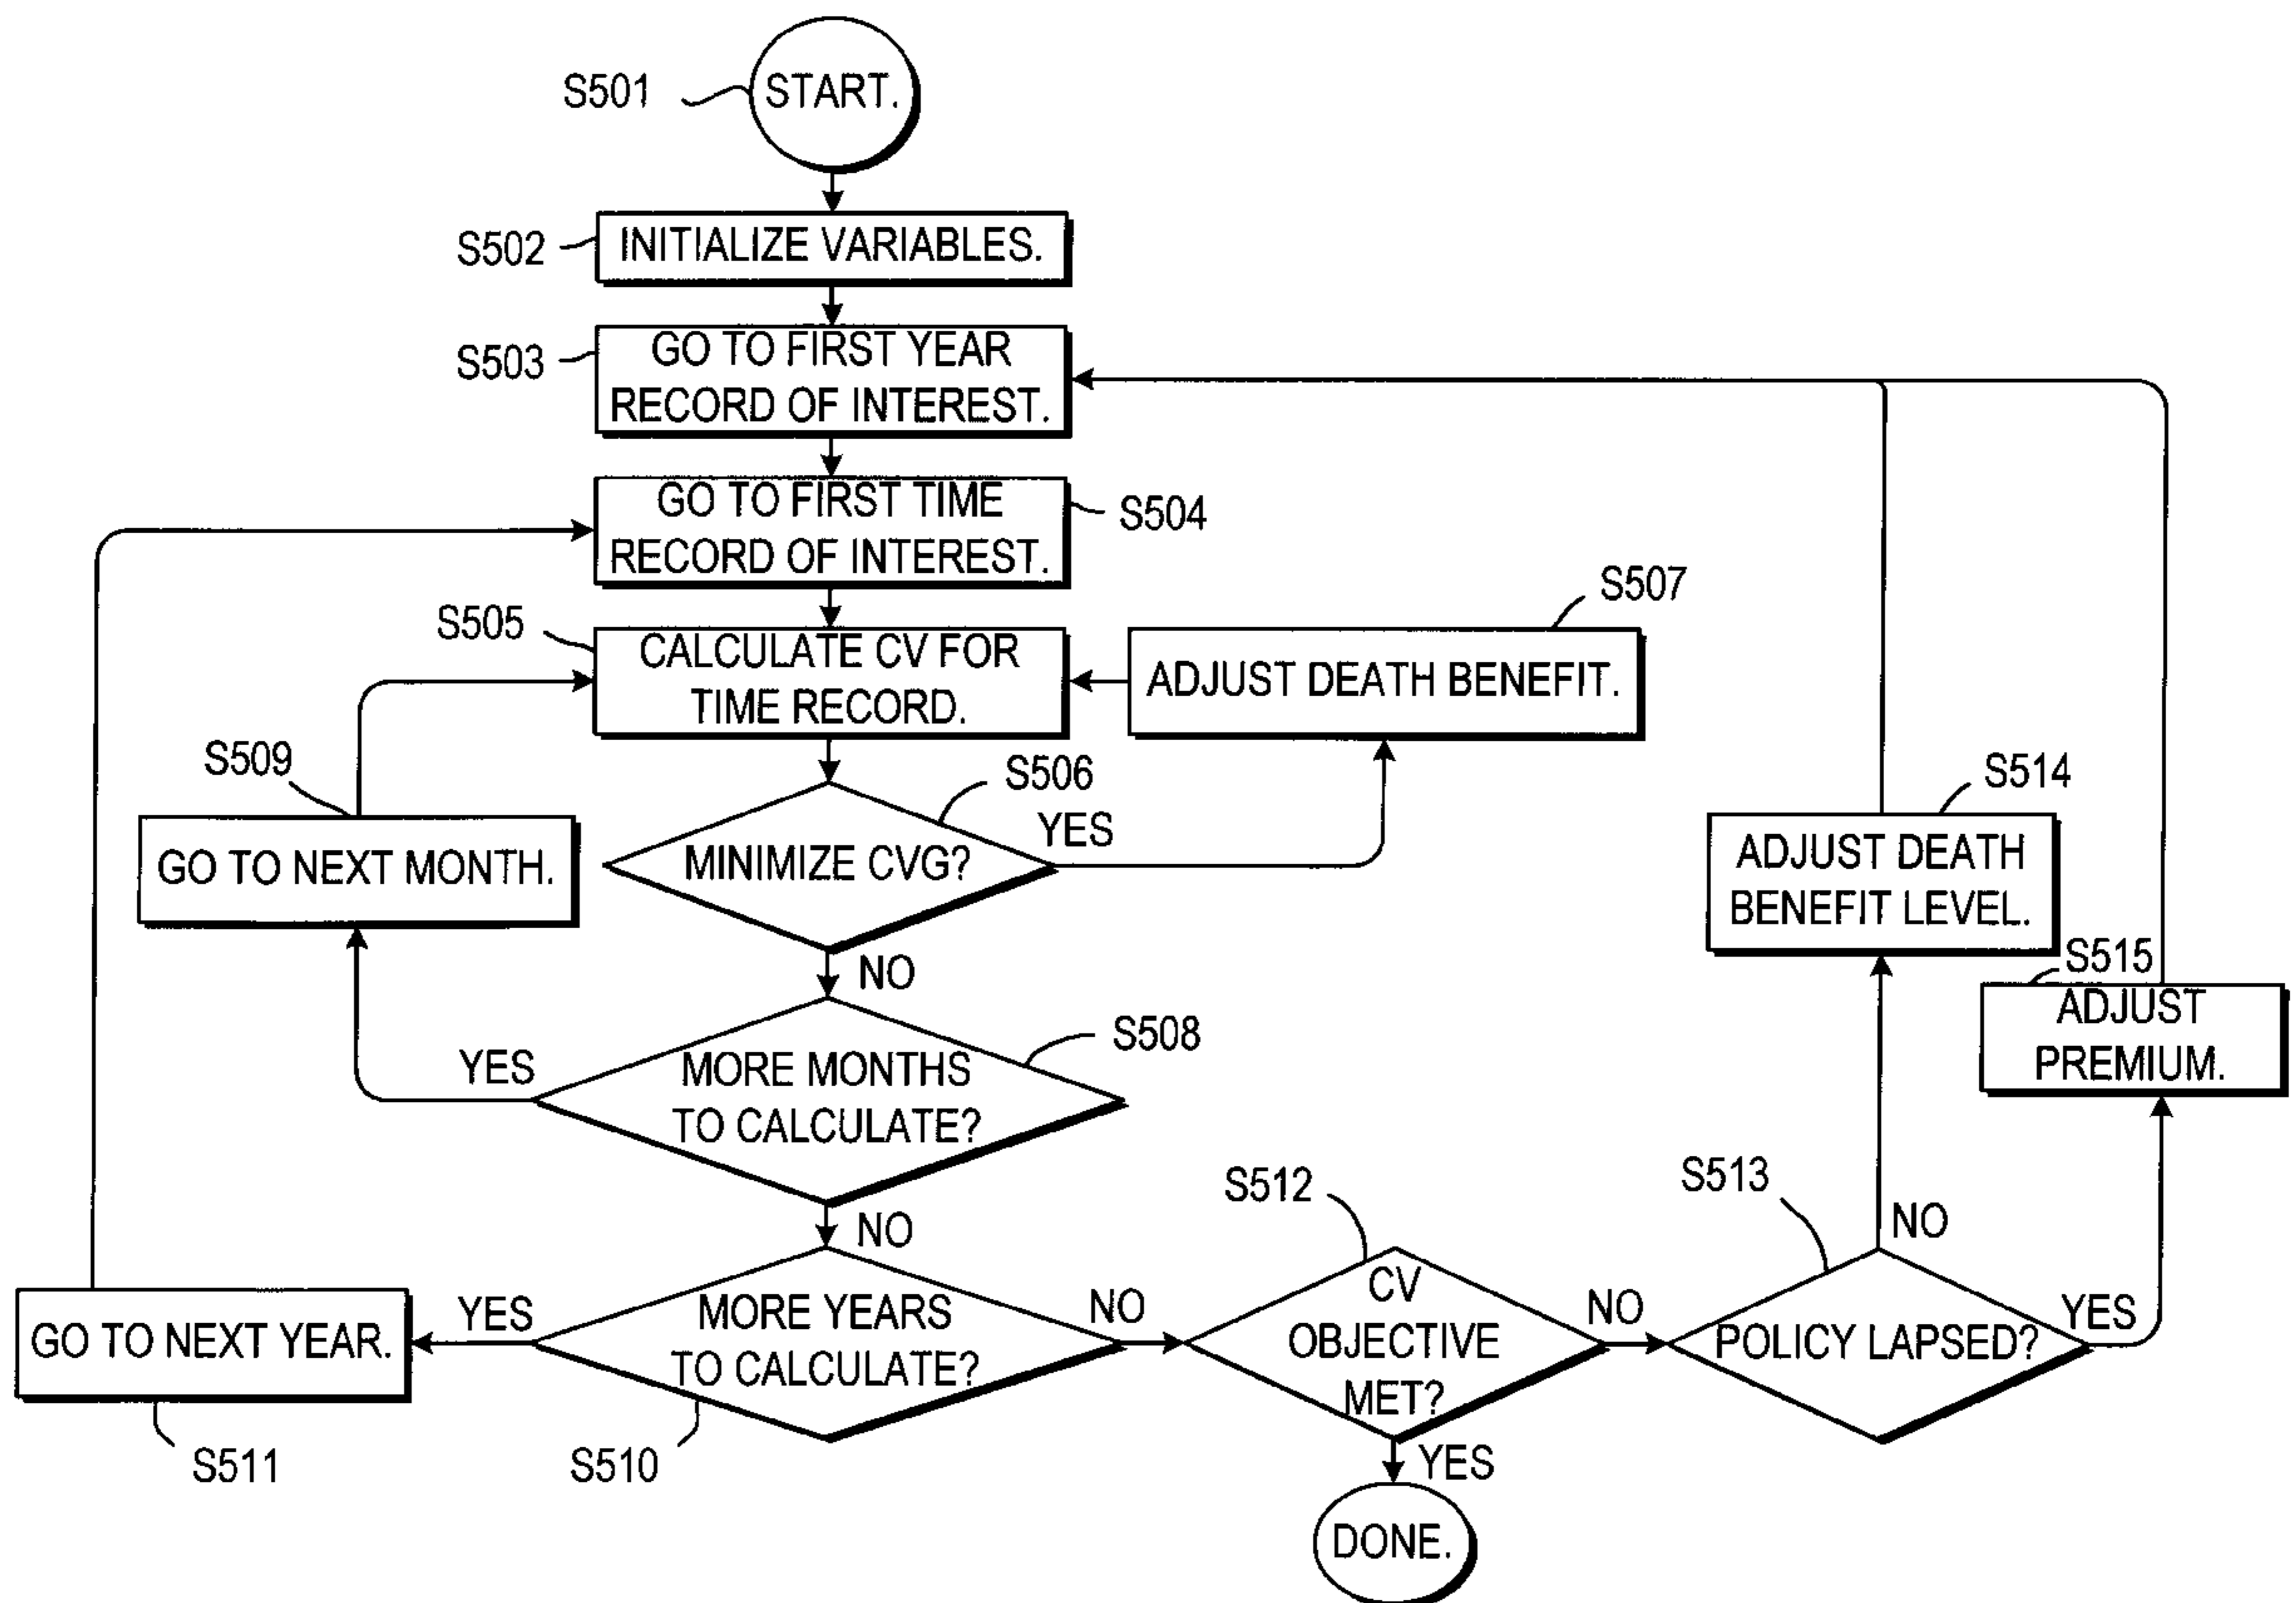 S501
START.
S502
INITIALIZE VARIABLES.
S503
GO TO FIRST YEAR
RECORD OF INTEREST.
GO TO FIRST TIME
RECORD OF INTEREST.
S504
S505
CALCULATE CV FOR
TIME RECORD.
S507
ADJUST DEATH BENEFIT.
S506
MINIMIZE CVG?
YES
NO
S509
GO TO NEXT MONTH.
S508
MORE MONTHS
TO CALCULATE?
YES
NO
S510
MORE YEARS
TO CALCULATE?
YES
NO
GO TO NEXT YEAR.
S511
S512
CV
OBJECTIVE
MET?
NO
YES
DONE.
S513
POLICY LAPSED?
NO
YES
S514
ADJUST DEATH
BENEFIT LEVEL.
S515
ADJUST
PREMIUM.